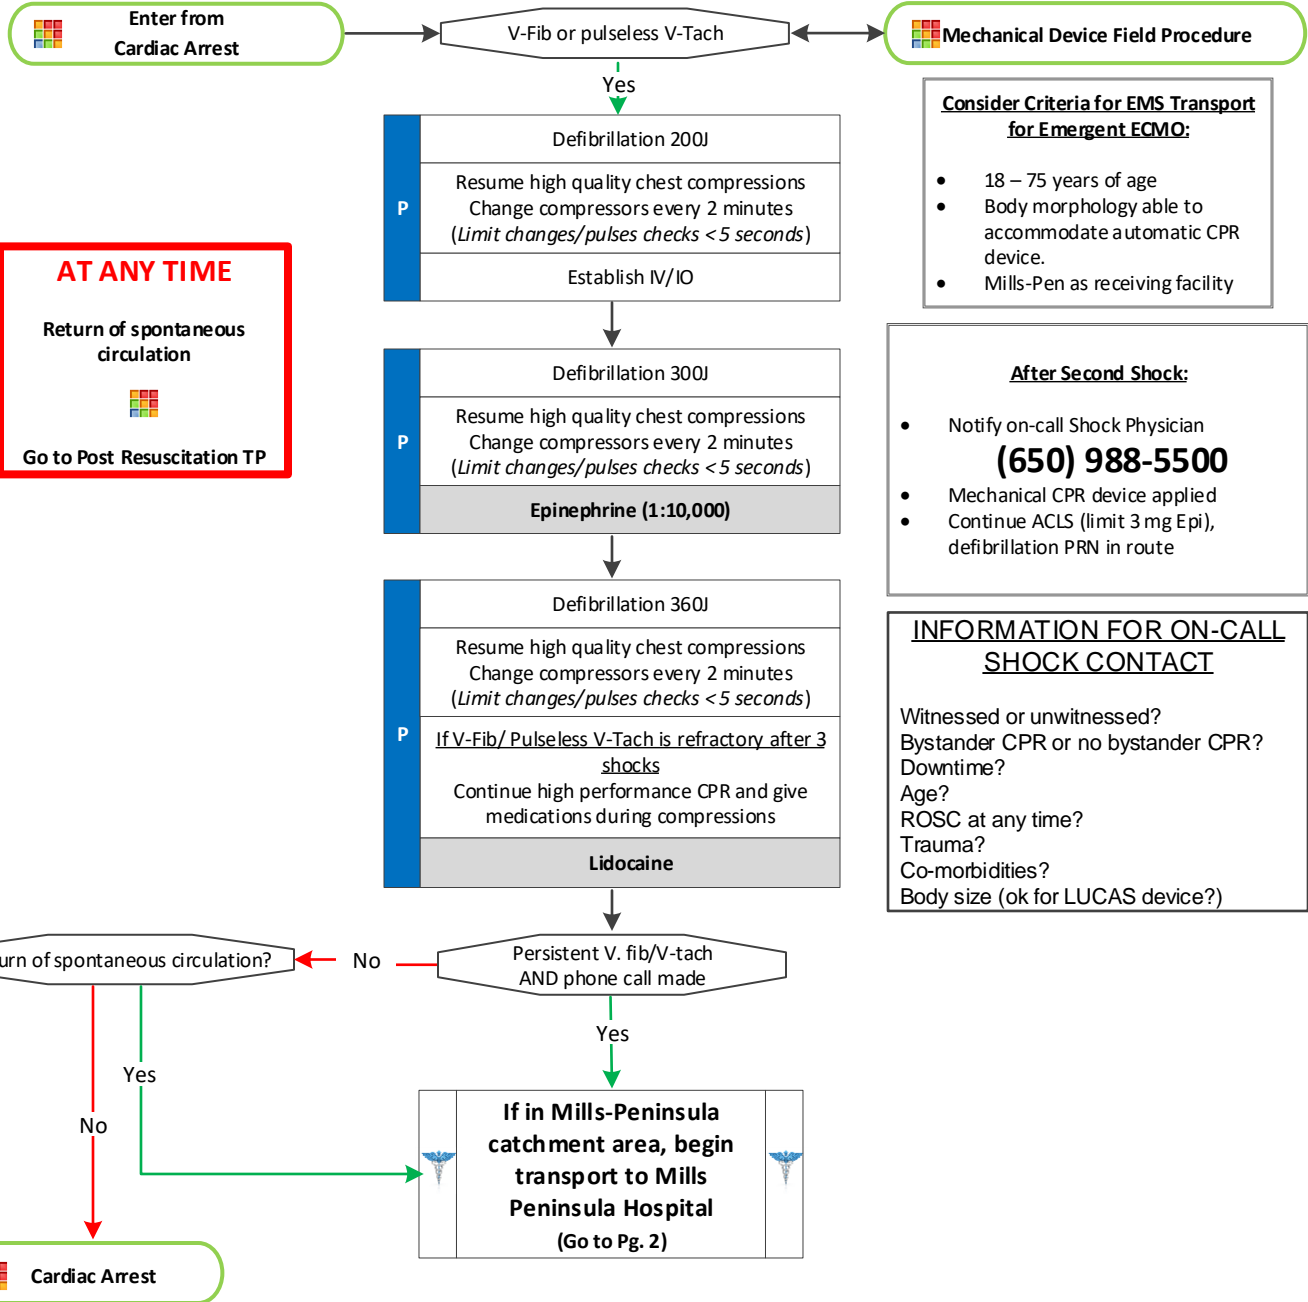 Enter from
Cardiac Arrest
V-Fib or pulseless V-Tach
Mechanical Device Field Procedure
Yes
Defibrillation 200J
P
Resume high quality chest compressions
Change compressors every 2 minutes
(Limit changes/pulses checks < 5 seconds)
Establish IV/IO
Consider Criteria for EMS Transport
for Emergent ECMO:
• 18 – 75 years of age
• Body morphology able to
accommodate automatic CPR
device.
• Mills-Pen as receiving facility
AT ANY TIME
Return of spontaneous
circulation
Go to Post Resuscitation TP
Defibrillation 300J
P
Resume high quality chest compressions
Change compressors every 2 minutes
(Limit changes/pulses checks < 5 seconds)
Epinephrine (1:10,000)
After Second Shock:
• Notify on-call Shock Physician
(650) 988-5500
• Mechanical CPR device applied
• Continue ACLS (limit 3 mg Epi),
defibrillation PRN in route
Defibrillation 360J
P
Resume high quality chest compressions
Change compressors every 2 minutes
(Limit changes/pulses checks < 5 seconds)
If V-Fib/ Pulseless V-Tach is refractory after 3
shocks
Continue high performance CPR and give
medications during compressions
Lidocaine
INFORMATION FOR ON-CALL
SHOCK CONTACT
Witnessed or unwitnessed?
Bystander CPR or no bystander CPR?
Downtime?
Age?
ROSC at any time?
Trauma?
Co-morbidities?
Body size (ok for LUCAS device?)
Persistent V. fib/V-tach
AND phone call made
No
urn of spontaneous circulation?
Yes
Yes
No
If in Mills-Peninsula
catchment area, begin
transport to Mills
Peninsula Hospital
(Go to Pg. 2)
Cardiac Arrest